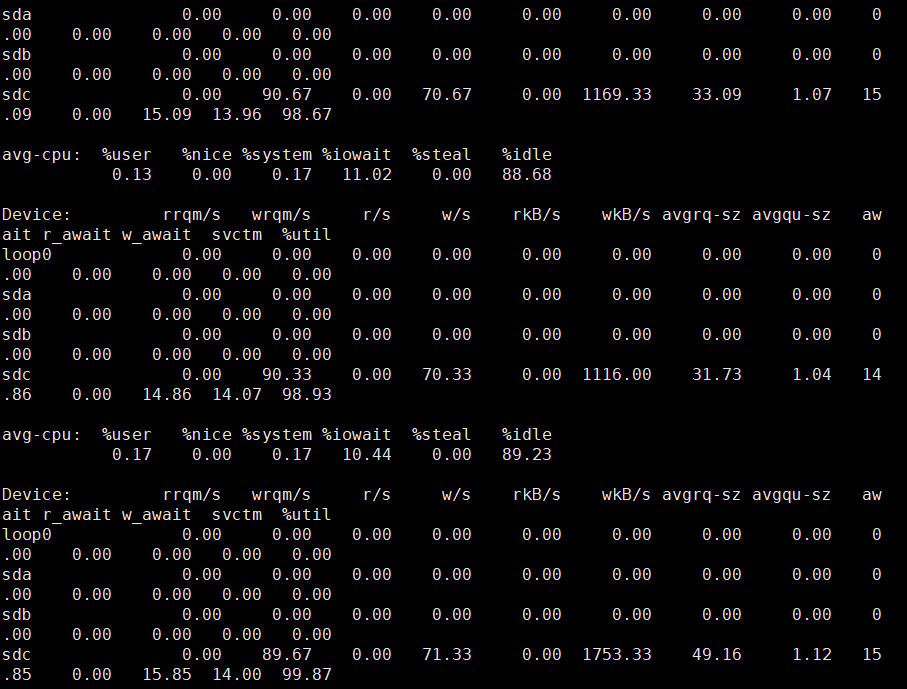 sda 0.00 0.00 0.00 0.00 0.00 0.00 0.00 0.00 0
.00 0.00 0.00 0.00 0.00
sdb 0.00 0.00 0.00 0.00 0.00 0.00 0.00 0.00 0
.00 0.00 0.00 0.00 0.00
sdc 0.00 90.67 0.00 70.67 0.00 1169.33 33.09 1.07 15
.09 0.00 15.09 13.96 98.67
avg-cpu: %user %nice %system %iowait %steal %idle
0.13 0.00 0.17 11.02 0.00 88.68
Device: rrqm/s wrqm/s r/s w/s rkB/s wkB/s avgrq-sz avgqu-sz aw
ait r_await w_await svctm %util
loop0 0.00 0.00 0.00 0.00 0.00 0.00 0.00 0.00 0
.00 0.00 0.00 0.00 0.00
sda 0.00 0.00 0.00 0.00 0.00 0.00 0.00 0.00 0
.00 0.00 0.00 0.00 0.00
sdb 0.00 0.00 0.00 0.00 0.00 0.00 0.00 0.00 0
.00 0.00 0.00 0.00 0.00
sdc 0.00 90.33 0.00 70.33 0.00 1116.00 31.73 1.04 14
.86 0.00 14.86 14.07 98.93
avg-cpu: %user %nice %system %iowait %steal %idle
0.17 0.00 0.17 10.44 0.00 89.23
Device: rrqm/s wrqm/s r/s w/s rkB/s wkB/s avgrq-sz avgqu-sz aw
ait r_await w_await svctm %util
loop0 0.00 0.00 0.00 0.00 0.00 0.00 0.00 0.00 0
.00 0.00 0.00 0.00 0.00
sda 0.00 0.00 0.00 0.00 0.00 0.00 0.00 0.00 0
.00 0.00 0.00 0.00 0.00
sdb 0.00 0.00 0.00 0.00 0.00 0.00 0.00 0.00 0
.00 0.00 0.00 0.00 0.00
sdc 0.00 89.67 0.00 71.33 0.00 1753.33 49.16 1.12 15
.85 0.00 15.85 14.00 99.87